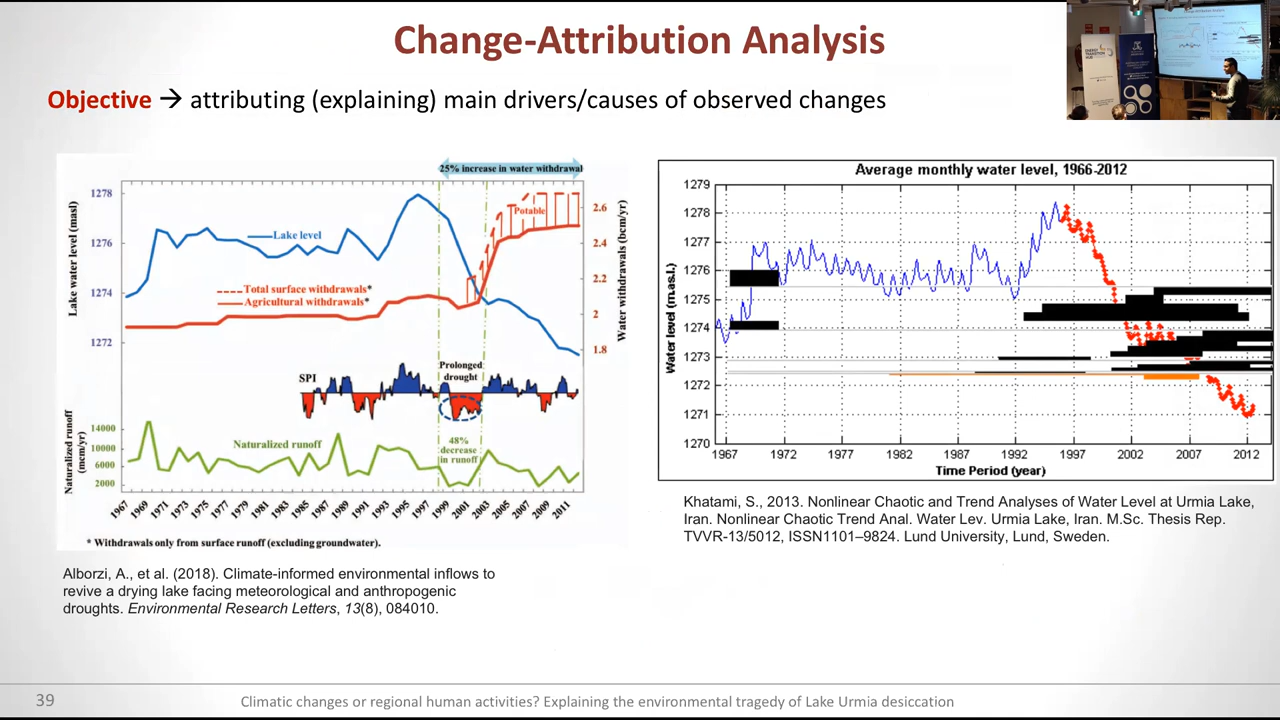 Change-Attribution Analysis
Objective → attributing (explaining) main drivers/causes of observed changes
25% increase in water withdrawal
1278
1276
1274
1272
Lake water level (masl)
Lake level
Total surface withdrawals*
Agricultural withdrawals*
Potable
2.6
2.4
2.2
2
1.8
Water withdrawals (bcm/yr)
SPI
Prolonged
drought
Naturalized runoff
(mcm/yr)
14000
10000
6000
2000
Naturalized runoff
48%
decrease
in runoff
1967
1969
1971
1973
1975
1977
1979
1981
1983
1985
1987
1989
1991
1993
1995
1997
1999
2001
2003
2005
2007
2009
2011
* Withdrawals only from surface runoff (excluding groundwater).
Alborzi, A., et al. (2018). Climate-informed environmental inflows to
revive a drying lake facing meteorological and anthropogenic
droughts. Environmental Research Letters, 13(8), 084010.
Average monthly water level, 1966-2012
1279
1278
1277
1276
1275
1274
1273
1272
1271
1270
Water level (m.a.s.l.)
1967
1972
1977
1982
1987
1992
1997
2002
2007
2012
Time Period (year)
Khatami, S., 2013. Nonlinear Chaotic and Trend Analyses of Water Level at Urmia Lake,
Iran. Nonlinear Chaotic Trend Anal. Water Lev. Urmia Lake, Iran. M.Sc. Thesis Rep.
TVVR-13/5012, ISSN1101–9824. Lund University, Lund, Sweden.
ENERGY
TRANSITION
HUB
39
Climatic changes or regional human activities? Explaining the environmental tragedy of Lake Urmia desiccation